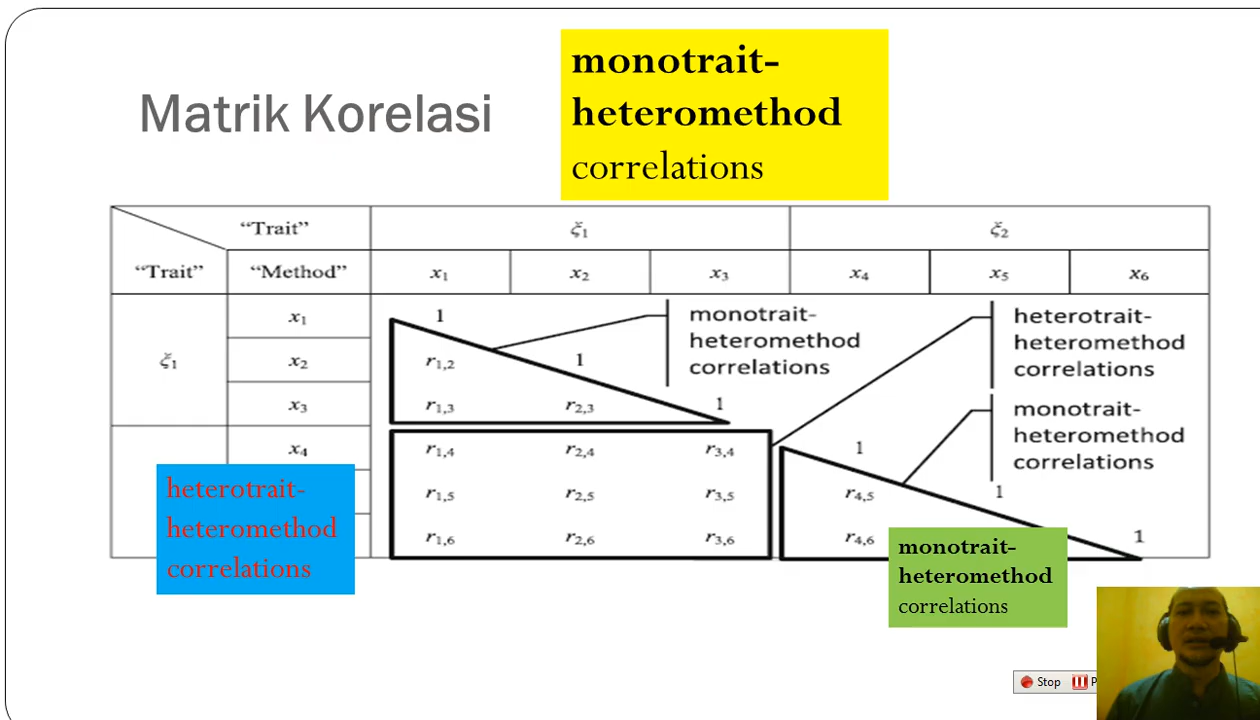 Matrik Korelasi
monotrait-
heteromethod
correlations
“Trait” ξ1 ξ2
“Trait” “Method” x1 x2 x3 x4 x5 x6
ξ1
x1 1
x2 r1,2 1
x3 r1,3 r2,3 1
x4 r1,4 r2,4 r3,4 1
r1,5 r2,5 r3,5 r4,5 1
r1,6 r2,6 r3,6 r4,6 1
monotrait-
heteromethod
correlations
heterotrait-
heteromethod
correlations
monotrait-
heteromethod
correlations
heterotrait-
heteromethod
correlations
monotrait-
heteromethod
correlations
Stop